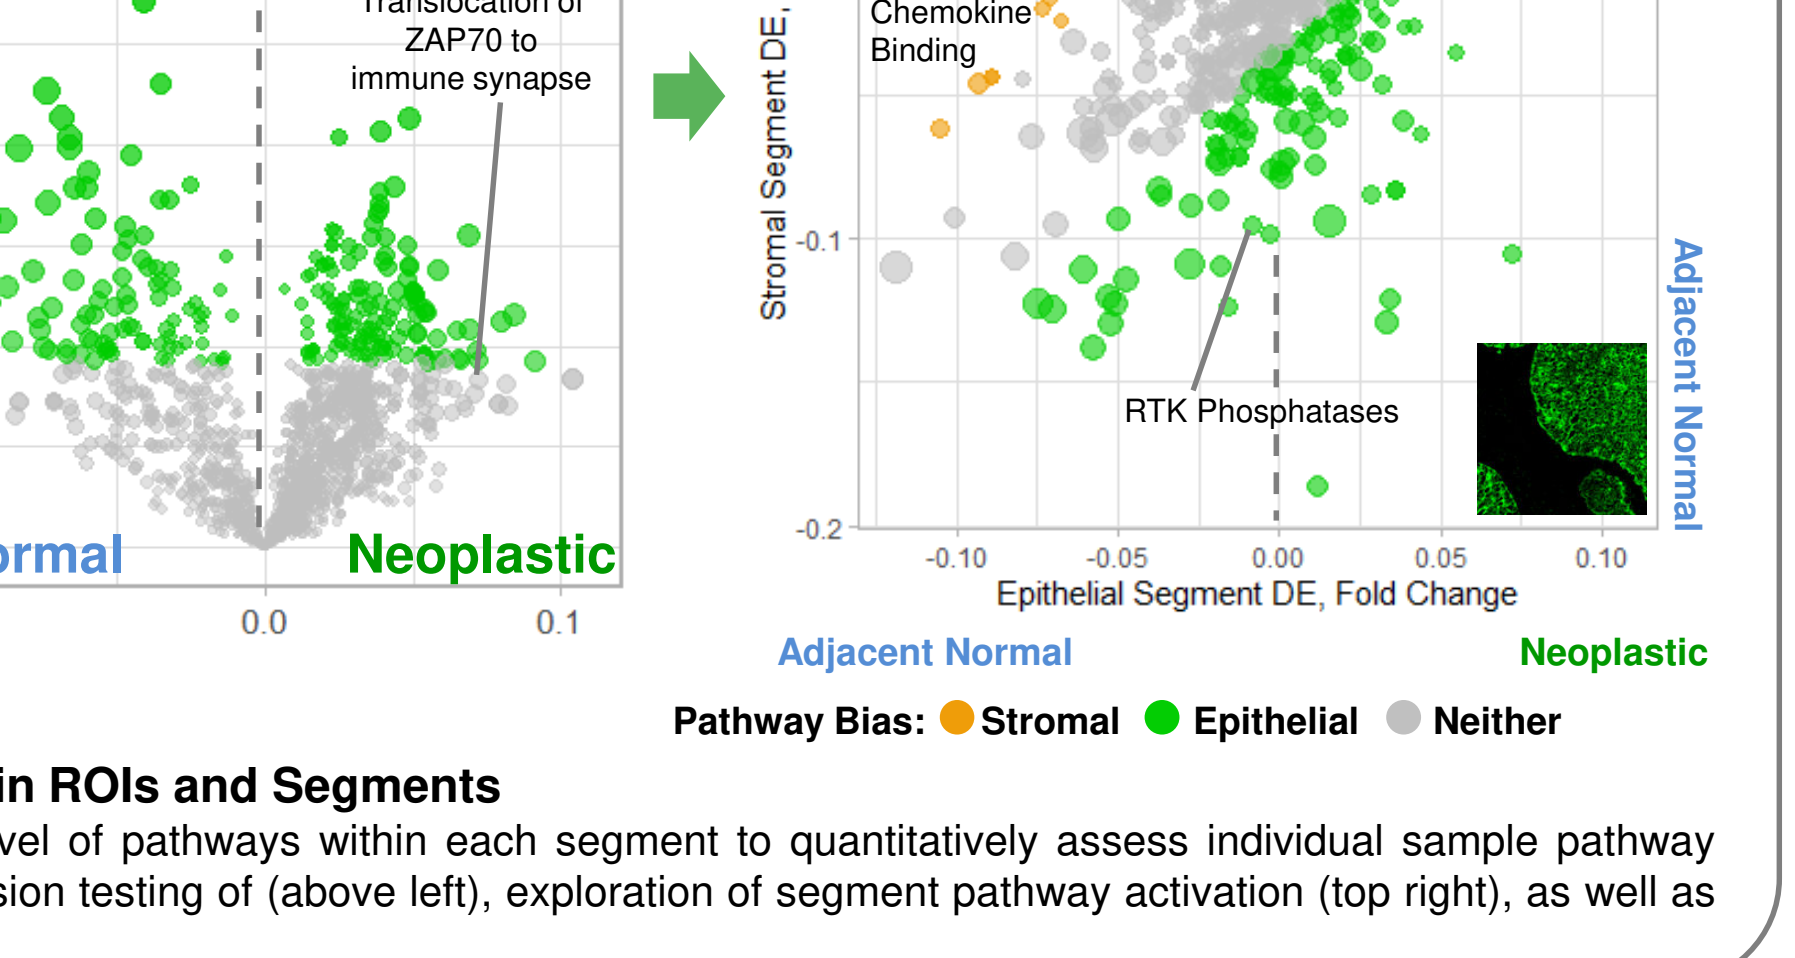 Translocation of
ZAP70 to
immune synapse
ormal
Neoplastic
0.0
0.1
Chemokine
Binding
Stromal Segment DE,
-0.1
-0.2
RTK Phosphatases
Adjacent Normal
-0.10
-0.05
0.00
0.05
0.10
Epithelial Segment DE, Fold Change
Adjacent Normal
Neoplastic
Pathway Bias: Stromal Epithelial Neither
in ROIs and Segments
vel of pathways within each segment to quantitatively assess individual sample pathway
sion testing of (above left), exploration of segment pathway activation (top right), as well as